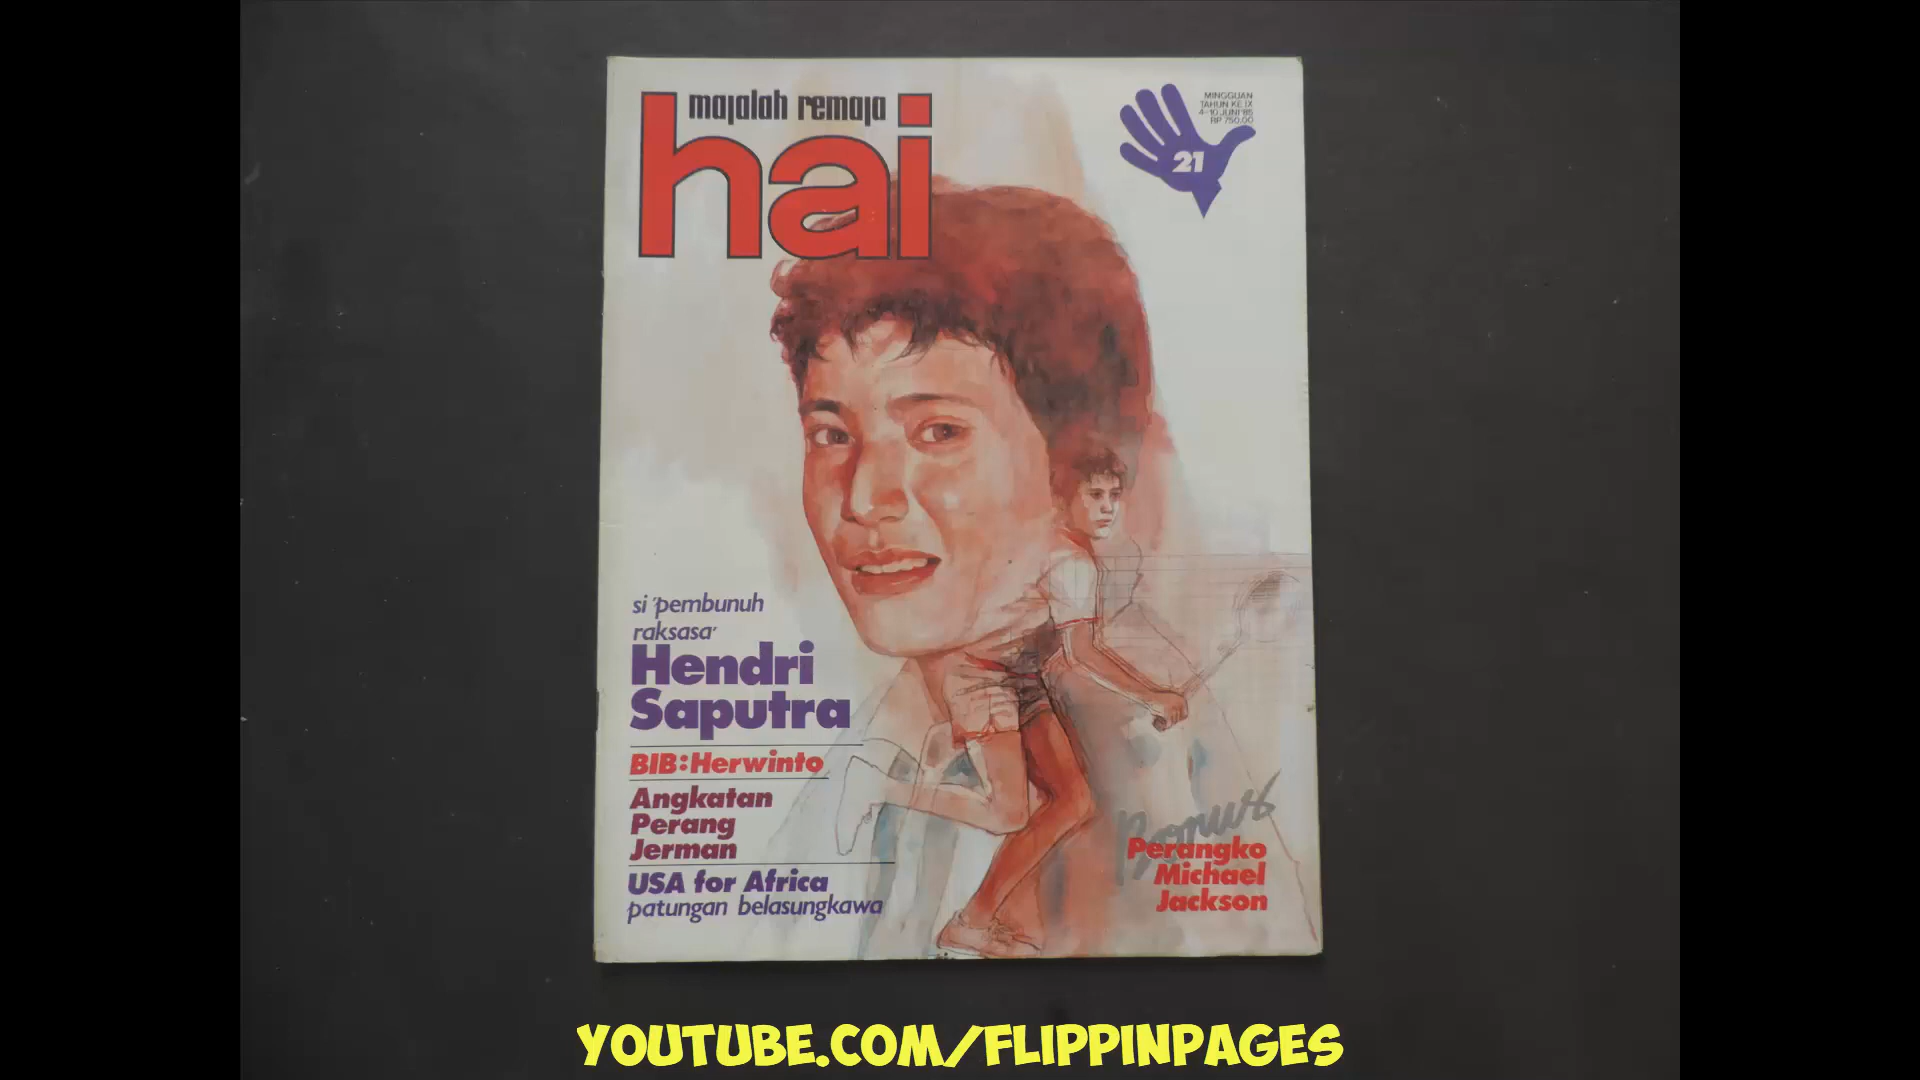 majalah remaja
hai
MINGGUAN
TAHUN KE IX
4-10 JUNI '85
RP 750,00
21
si 'pembunuh
raksasa'
Hendri
Saputra
BIB:Herwinto
Angkatan
Perang
Jerman
USA for Africa
patungan belasungkawa
Bonus
Perangko
Michael
Jackson
YOUTUBE.COM/FLIPPINPAGES